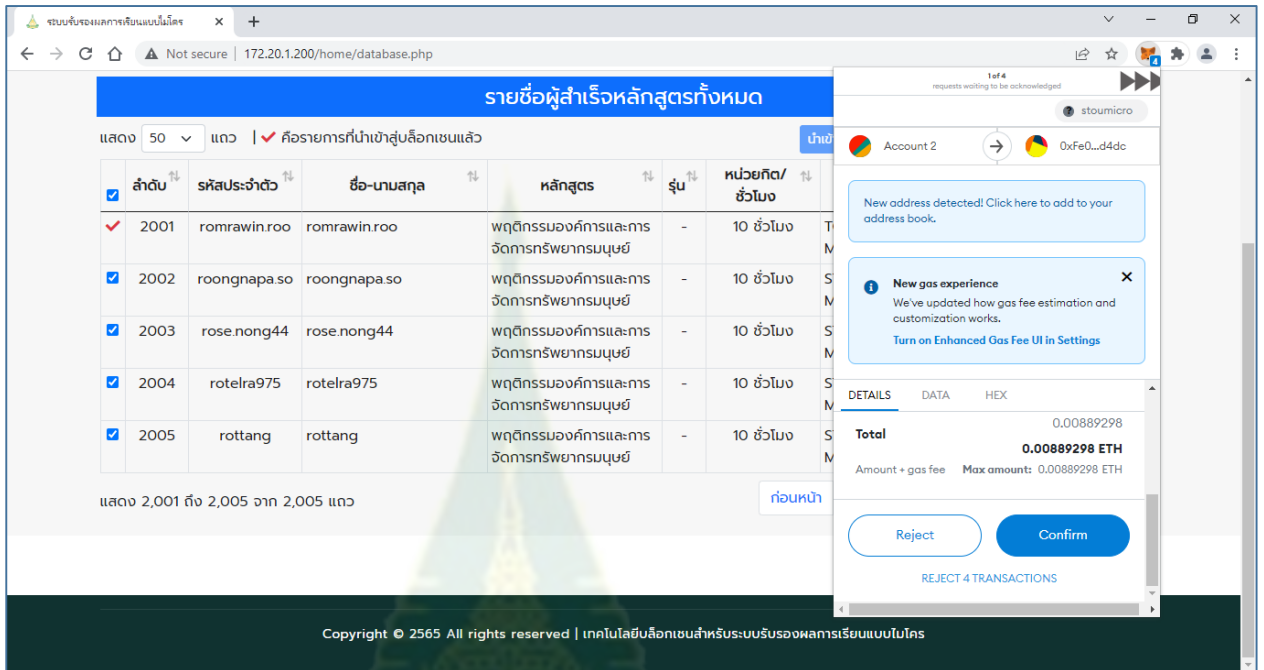 ระบบรับรองผลการเรียนแบบไมโคร
Not secure | 172.20.1.200/home/database.php
4
รายชื่อผู้สำเร็จหลักสูตรทั้งหมด
แสดง 50 แถว | คือรายการที่นำเข้าสู่บล็อกเชนแล้ว
ลำดับ รหัสประจำตัว ชื่อ-นามสกุล หลักสูตร รุ่น หน่วยกิต/
ชั่วโมง
2001 romrawin.roo romrawin.roo พฤติกรรมองค์การและการ - 10 ชั่วโมง
จัดการทรัพยากรมนุษย์
2002 roongnapa.so roongnapa.so พฤติกรรมองค์การและการ - 10 ชั่วโมง
จัดการทรัพยากรมนุษย์
2003 rose.nong44 rose.nong44 พฤติกรรมองค์การและการ - 10 ชั่วโมง
จัดการทรัพยากรมนุษย์
2004 rotelra975 rotelra975 พฤติกรรมองค์การและการ - 10 ชั่วโมง
จัดการทรัพยากรมนุษย์
2005 rottang rottang พฤติกรรมองค์การและการ - 10 ชั่วโมง
จัดการทรัพยากรมนุษย์
แสดง 2,001 ถึง 2,005 จาก 2,005 แถว
ก่อนหน้า
1 of 4
requests waiting to be acknowledged
stoumicro
Account 2 0xFe0...d4dc
New address detected! Click here to add to your
address book.
New gas experience
We've updated how gas fee estimation and
customization works.
Turn on Enhanced Gas Fee UI in Settings
DETAILS DATA HEX
0.00889298
Total
0.00889298 ETH
Amount + gas fee Max amount: 0.00889298 ETH
Reject Confirm
REJECT 4 TRANSACTIONS
Copyright © 2565 All rights reserved | เทคโนโลยีบล็อกเชนสำหรับระบบรับรองผลการเรียนแบบไมโคร